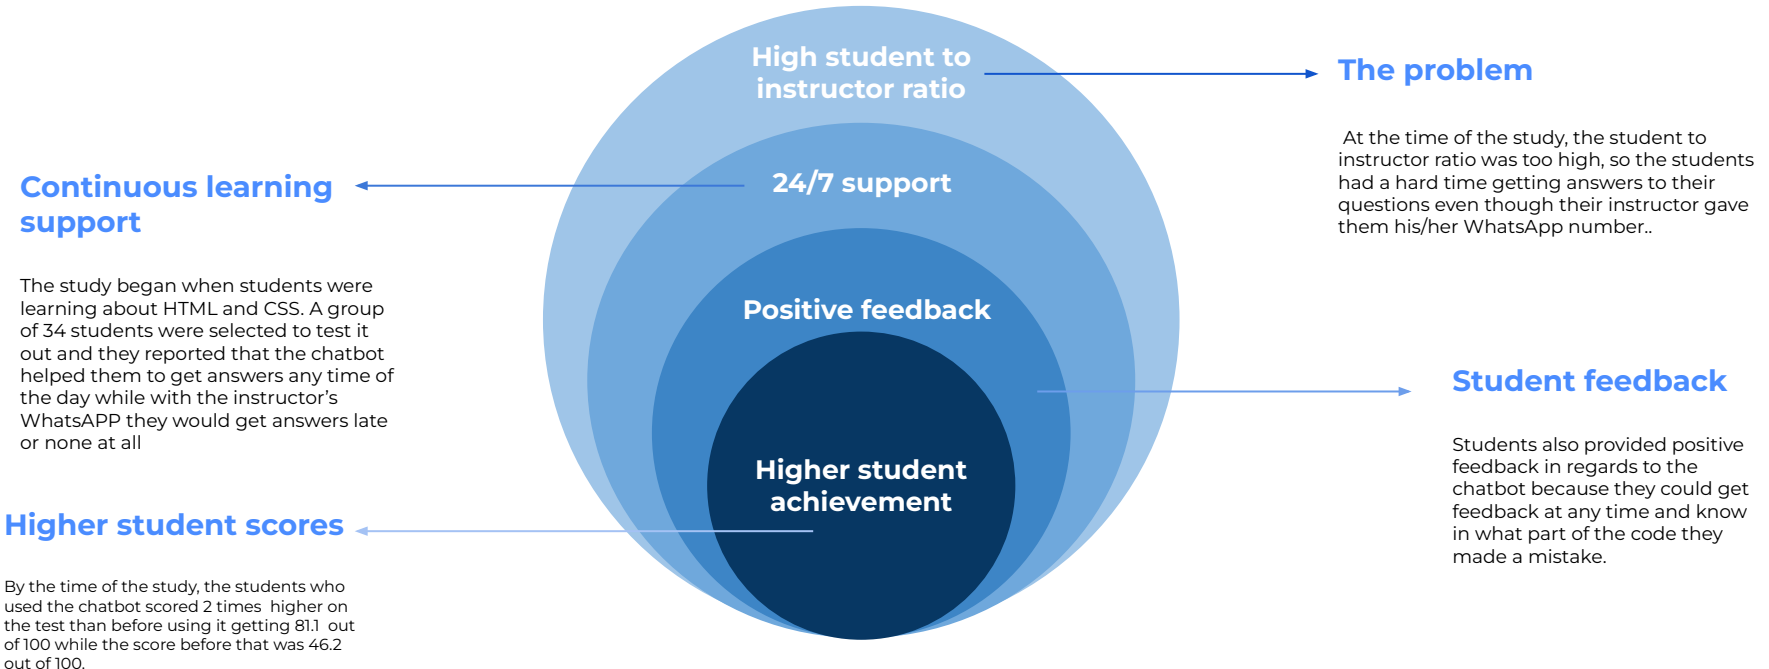 High student to
instructor ratio
24/7 support
Positive feedback
Higher student
achievement
The problem
At the time of the study, the student to
instructor ratio was too high, so the students
had a hard time getting answers to their
questions even though their instructor gave
them his/her WhatsApp number..
Continuous learning
support
The study began when students were
learning about HTML and CSS. A group
of 34 students were selected to test it
out and they reported that the chatbot
helped them to get answers any time of
the day while with the instructor’s
WhatsAPP they would get answers late
or none at all
Student feedback
Students also provided positive
feedback in regards to the
chatbot because they could get
feedback at any time and know
in what part of the code they
made a mistake.
Higher student scores
By the time of the study, the students who
used the chatbot scored 2 times  higher on
the test than before using it getting 81.1  out
of 100 while the score before that was 46.2
out of 100.